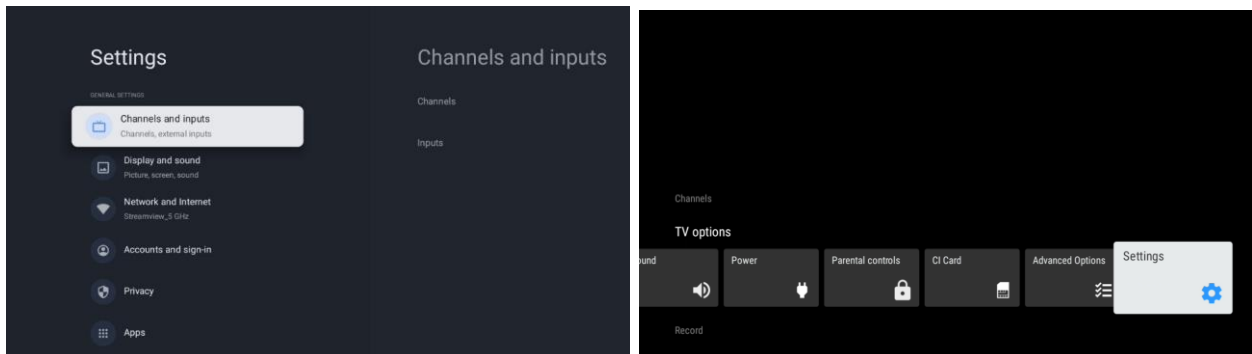 Settings
GENERAL SETTINGS
Channels and inputs
Channels, external inputs
Display and sound
Picture, screen, sound
Network and Internet
Streamview_5 GHz
Accounts and sign-in
Privacy
Apps
Channels and inputs
Channels
Inputs
Channels
TV options
ound
Power
Parental controls
CI Card
Advanced Options
Settings
Record